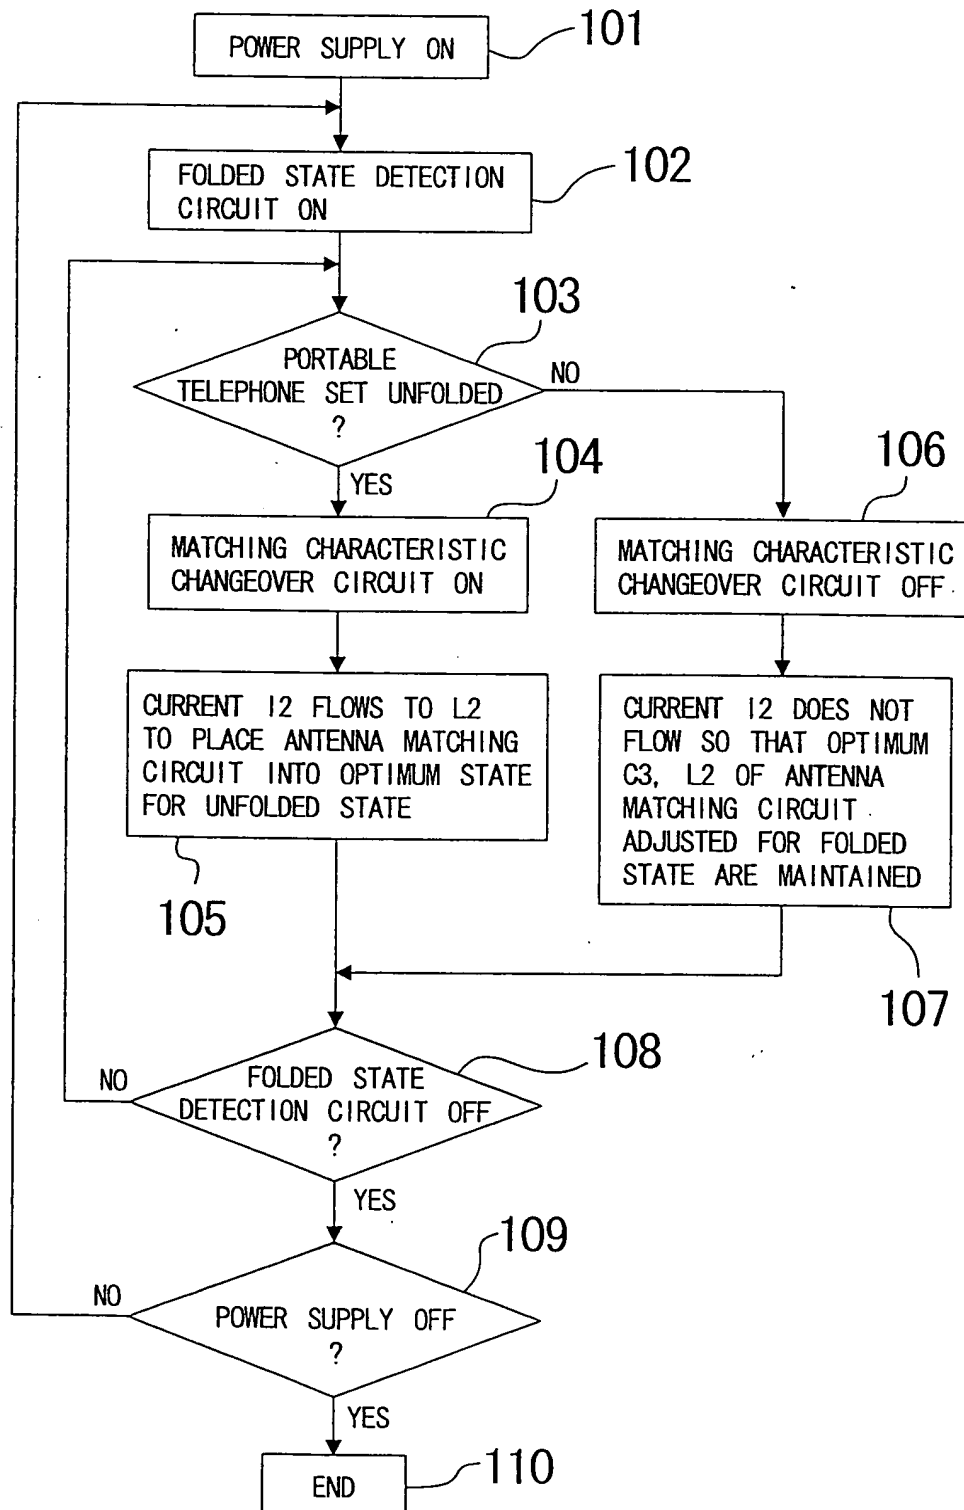 POWER SUPPLY ON
101
FOLDED STATE DETECTION
CIRCUIT ON
102
103
PORTABLE
TELEPHONE SET UNFOLDED
?
NO
YES
104
106
MATCHING CHARACTERISTIC
CHANGEOVER CIRCUIT ON
MATCHING CHARACTERISTIC
CHANGEOVER CIRCUIT OFF
CURRENT I2 FLOWS TO L2
TO PLACE ANTENNA MATCHING
CIRCUIT INTO OPTIMUM STATE
FOR UNFOLDED STATE
105
CURRENT I2 DOES NOT
FLOW SO THAT OPTIMUM
C3, L2 OF ANTENNA
MATCHING CIRCUIT
ADJUSTED FOR FOLDED
STATE ARE MAINTAINED
107
108
FOLDED STATE
DETECTION CIRCUIT OFF
?
NO
YES
109
POWER SUPPLY OFF
?
NO
YES
END
110